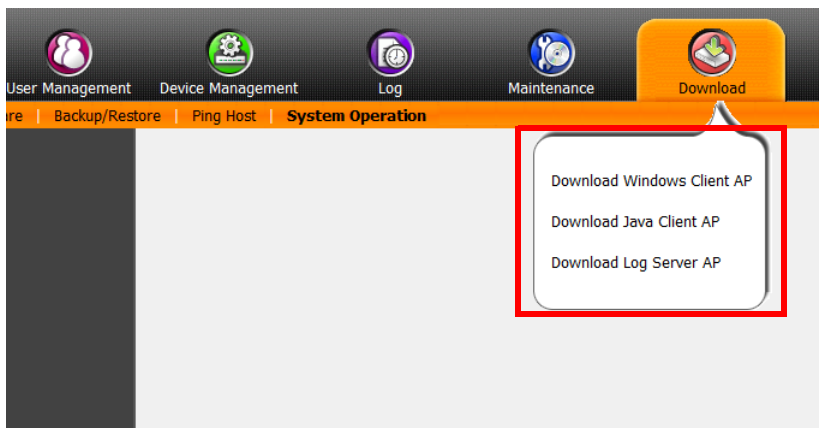 User Management Device Management Log Maintenance Download
re | Backup/Restore | Ping Host | System Operation
Download Windows Client AP
Download Java Client AP
Download Log Server AP